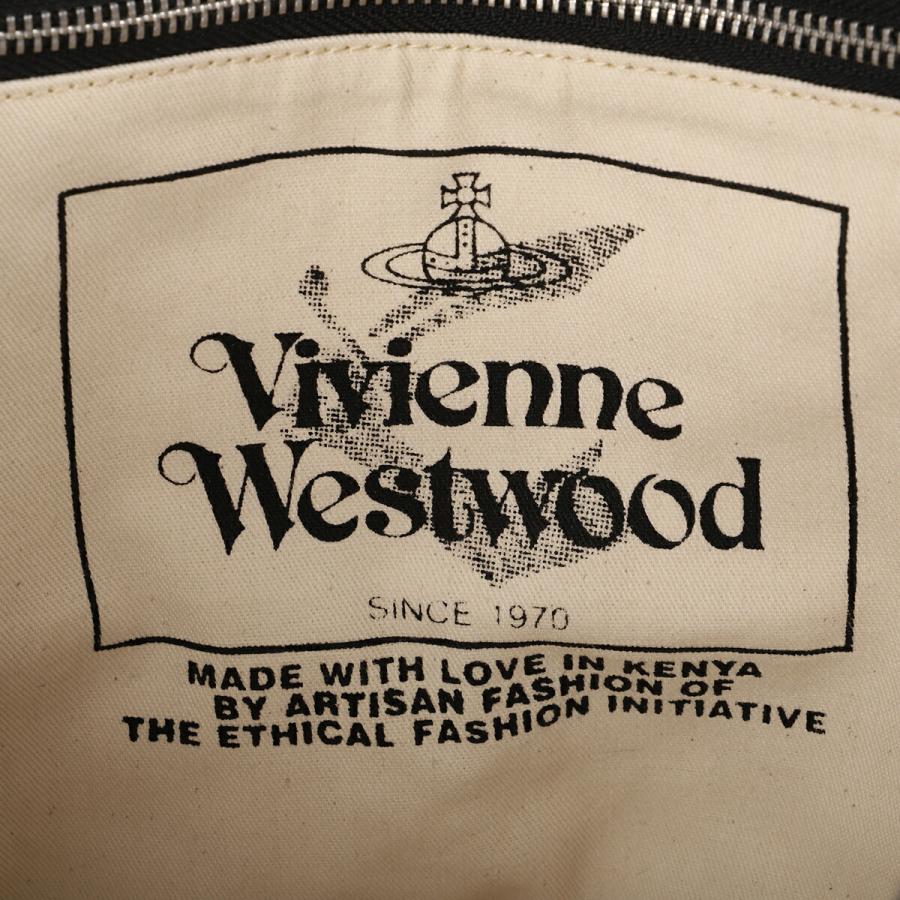 Vivienne
Westwood
SINCE 1970
MADE WITH LOVE IN KENYA
BY ARTISAN FASHION OF
THE ETHICAL FASHION INITIATIVE